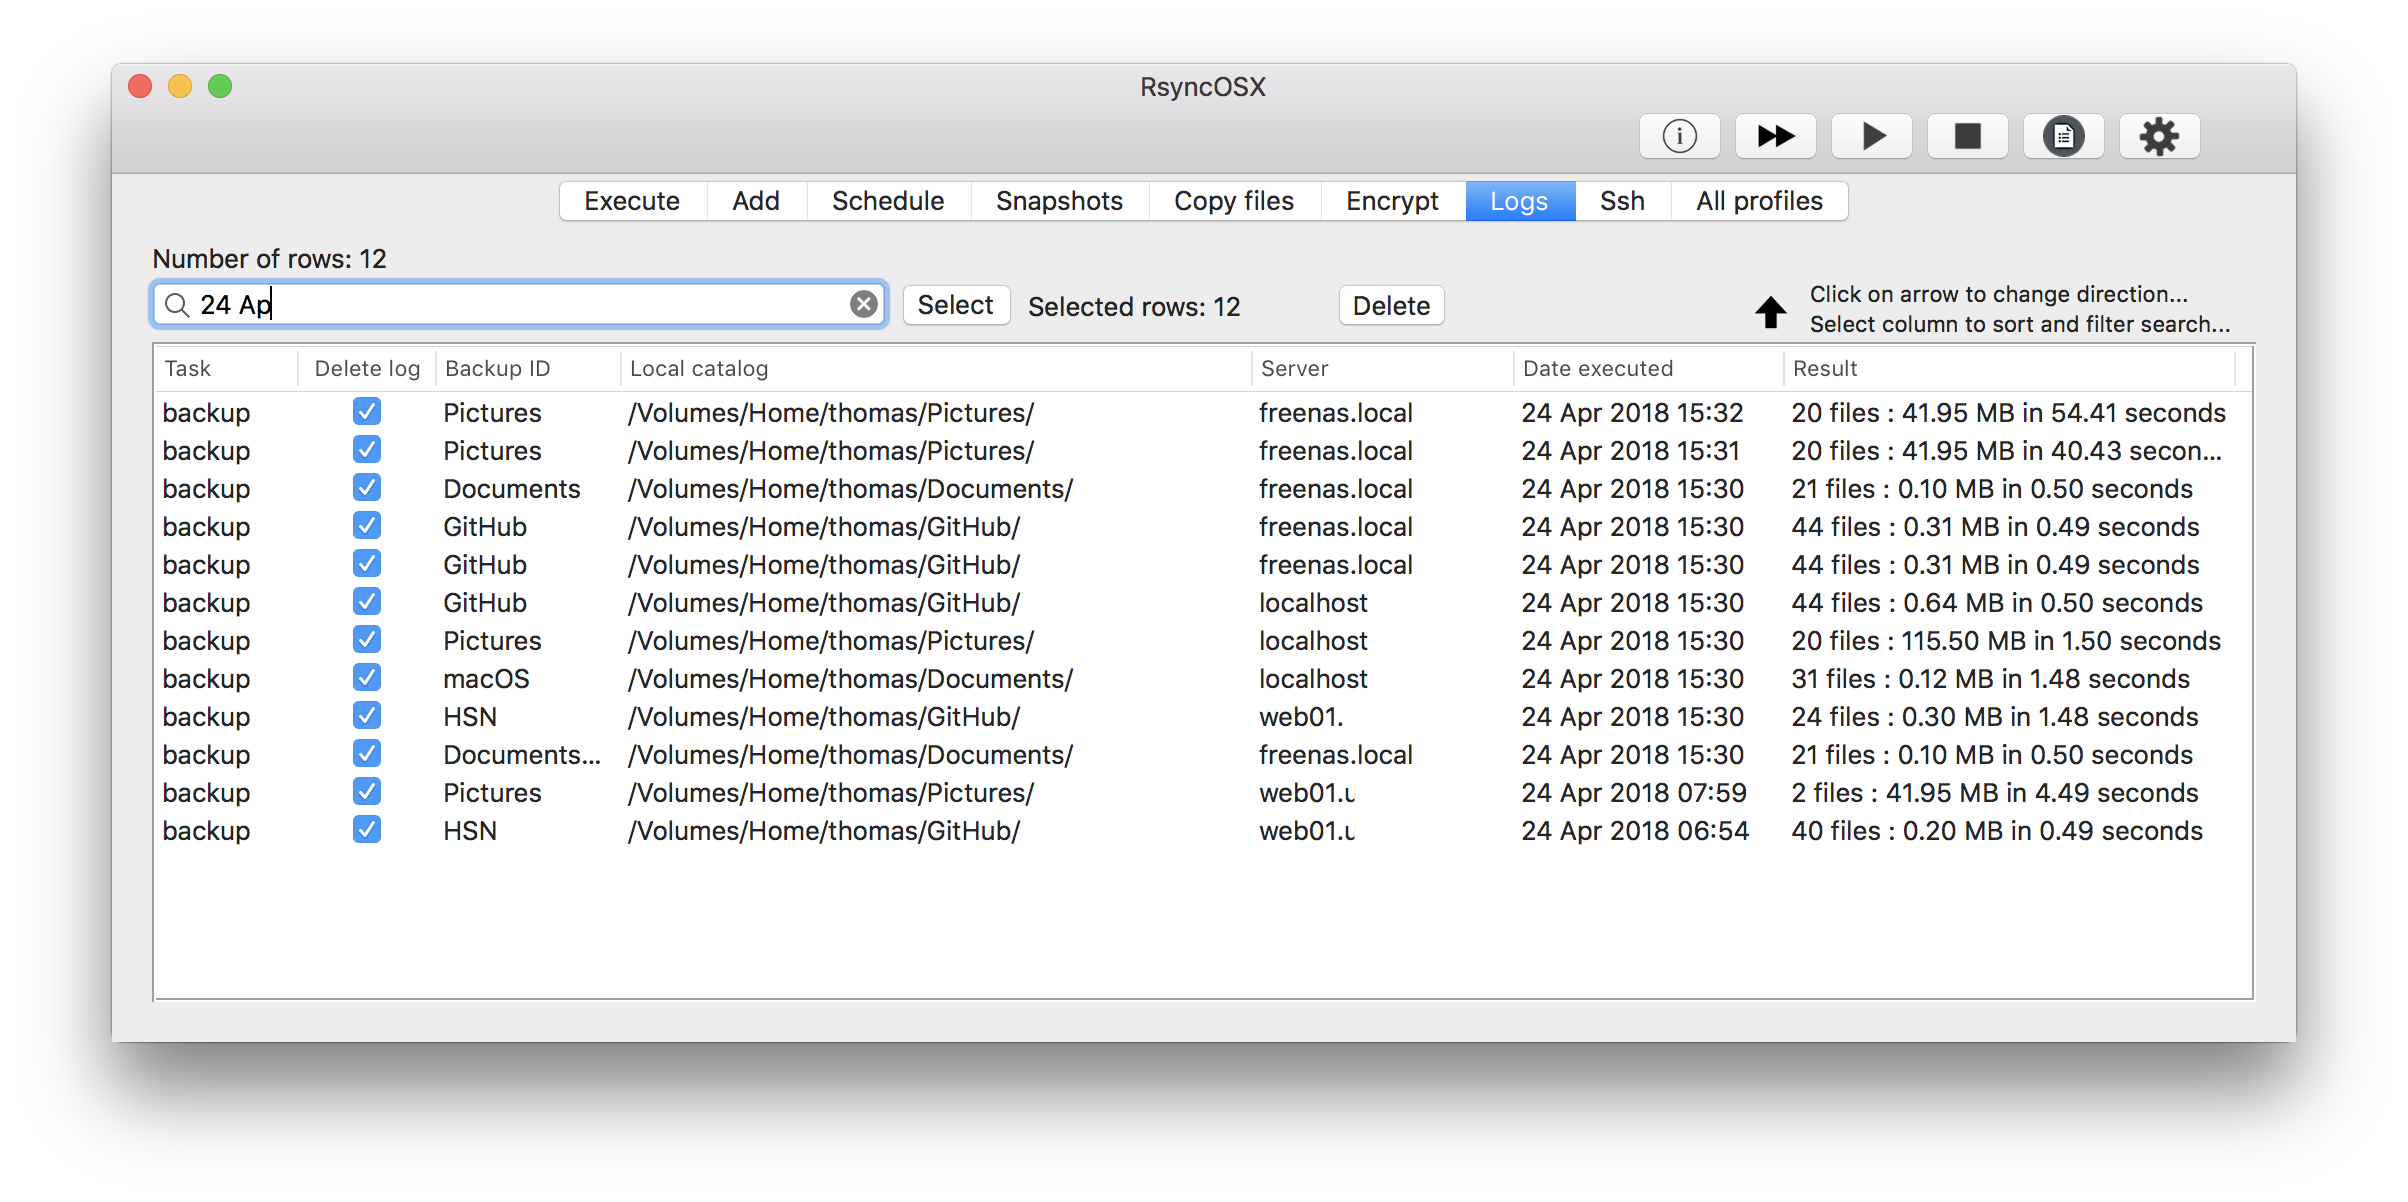 RsyncOSX
Execute Add Schedule Snapshots Copy files Encrypt Logs Ssh All profiles
Number of rows: 12
24 Ap Select Selected rows: 12 Delete
Click on arrow to change direction...
Select column to sort and filter search...
Task Delete log Backup ID Local catalog Server Date executed Result
backup Pictures /Volumes/Home/thomas/Pictures/ freenas.local 24 Apr 2018 15:32 20 files : 41.95 MB in 54.41 seconds
backup Pictures /Volumes/Home/thomas/Pictures/ freenas.local 24 Apr 2018 15:31 20 files : 41.95 MB in 40.43 secon...
backup Documents /Volumes/Home/thomas/Documents/ freenas.local 24 Apr 2018 15:30 21 files : 0.10 MB in 0.50 seconds
backup GitHub /Volumes/Home/thomas/GitHub/ freenas.local 24 Apr 2018 15:30 44 files : 0.31 MB in 0.49 seconds
backup GitHub /Volumes/Home/thomas/GitHub/ freenas.local 24 Apr 2018 15:30 44 files : 0.31 MB in 0.49 seconds
backup GitHub /Volumes/Home/thomas/GitHub/ localhost 24 Apr 2018 15:30 44 files : 0.64 MB in 0.50 seconds
backup Pictures /Volumes/Home/thomas/Pictures/ localhost 24 Apr 2018 15:30 20 files : 115.50 MB in 1.50 seconds
backup macOS /Volumes/Home/thomas/Documents/ localhost 24 Apr 2018 15:30 31 files : 0.12 MB in 1.48 seconds
backup HSN /Volumes/Home/thomas/GitHub/ web01. 24 Apr 2018 15:30 24 files : 0.30 MB in 1.48 seconds
backup Documents... /Volumes/Home/thomas/Documents/ freenas.local 24 Apr 2018 15:30 21 files : 0.10 MB in 0.50 seconds
backup Pictures /Volumes/Home/thomas/Pictures/ web01.u 24 Apr 2018 07:59 2 files : 41.95 MB in 4.49 seconds
backup HSN /Volumes/Home/thomas/GitHub/ web01.u 24 Apr 2018 06:54 40 files : 0.20 MB in 0.49 seconds